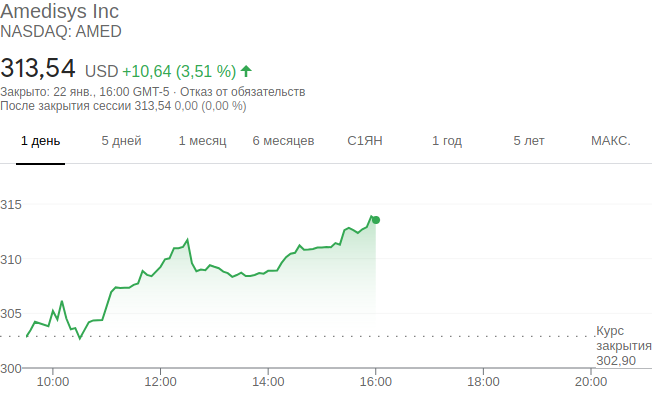 Amedisys Inc
NASDAQ: AMED
313,54 USD +10,64 (3,51 %)
Закрыто: 22 янв., 16:00 GMT-5 · Отказ от обязательств
После закрытия сессии 313,54 0,00 (0,00 %)
1 день 5 дней 1 месяц 6 месяцев С1ЯН 1 год 5 лет МАКС.
315
310
305
Курс
закрытия
302,90
300
10:00 12:00 14:00 16:00 18:00 20:00